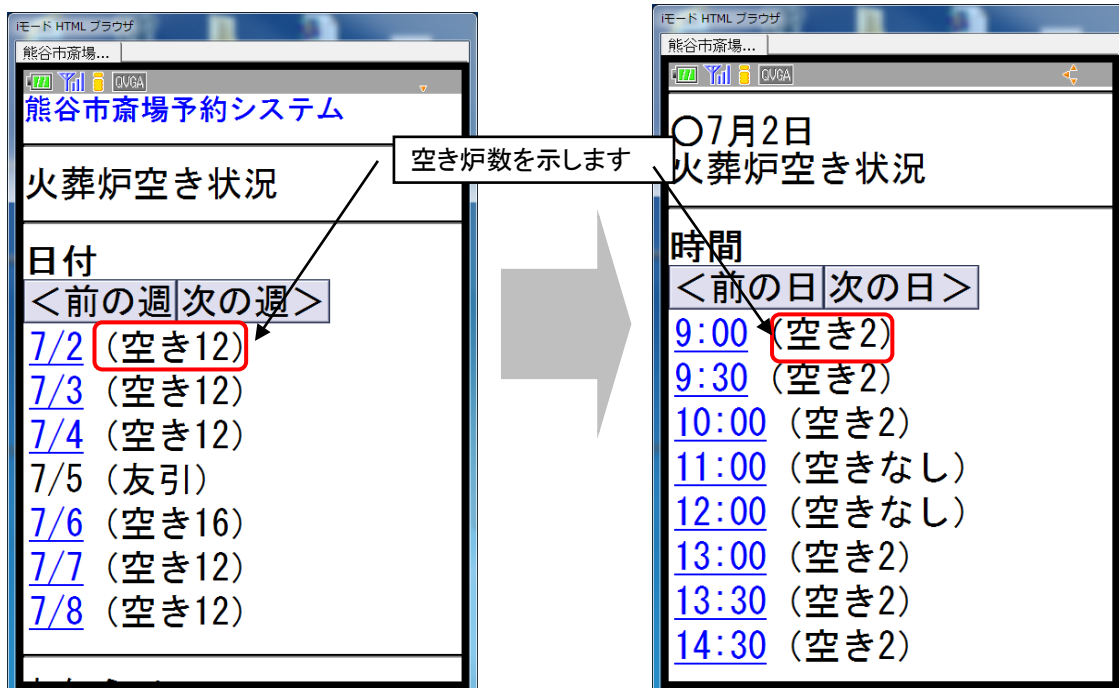 iモード HTML ブラウザ
熊谷市斎場...
QVGA
熊谷市斎場予約システム
火葬炉空き状況
日付
＜前の週 次の週＞
7/2 (空き12)
7/3 (空き12)
7/4 (空き12)
7/5 (友引)
7/6 (空き16)
7/7 (空き12)
7/8 (空き12)
空き炉数を示します
iモード HTML ブラウザ
熊谷市斎場...
QVGA
〇7月2日
火葬炉空き状況
時間
＜前の日 次の日＞
9:00 (空き2)
9:30 (空き2)
10:00 (空き2)
11:00 (空きなし)
12:00 (空きなし)
13:00 (空き2)
13:30 (空き2)
14:30 (空き2)